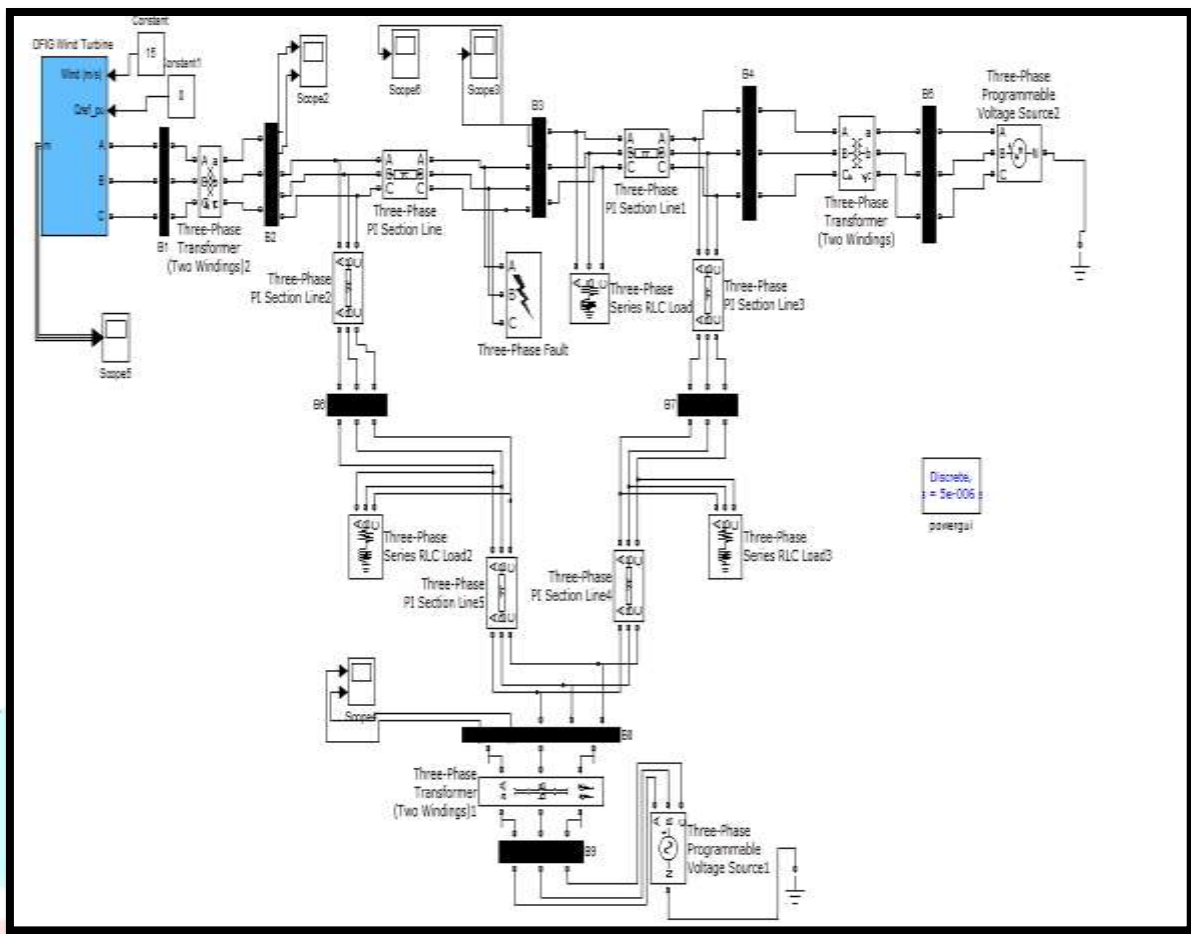 Constant
DFIG Wind Turbine
15
Constant1
Wind (m/s)
Qref_pu
0
m
A
B
C
B1
A a
Three-Phase
Transformer
(Two Windings)2
B2
Scope2
Scope5
A A
B B
C C
Three-Phase
PI Section Line
Scope6
Scope3
B3
A A
B B
C C
Three-Phase
PI Section Line1
B4
A a
B b
Three-Phase
Transformer
(Two Windings)
B5
Three-Phase
Programmable
Voltage Source2
A
B N
C
Three-Phase
PI Section Line2
A
B
C
Three-Phase Fault
Three-Phase
Series RLC Load
Three-Phase
PI Section Line3
B6
B7
Discrete,
= 5e-006
powergui
Three-Phase
Series RLC Load2
Three-Phase
PI Section Line5
Three-Phase
PI Section Line4
Three-Phase
Series RLC Load3
B8
Three-Phase
Transformer
(Two Windings)1
B9
Three-Phase
Programmable
Voltage Source1